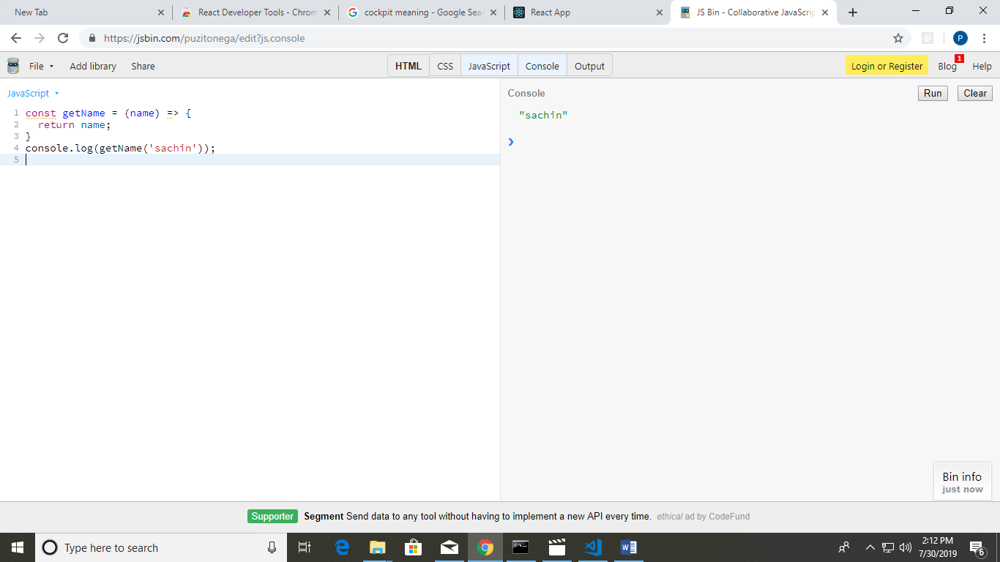 New Tab
React Developer Tools - Chrom
cockpit meaning - Google Sear
React App
JS Bin - Collaborative JavaScrip
https://jsbin.com/puzitonega/edit?js,console
P
File
Add library
Share
HTML
CSS
JavaScript
Console
Output
Login or Register
Blog
1
Help
JavaScript
1 const getName = (name) => {
2 return name;
3 }
4 console.log(getName('sachin'));
5
Console
Run
Clear
"sachin"
Bin info
just now
Supporter Segment Send data to any tool without having to implement a new API every time. ethical ad by CodeFund
Type here to search
2:12 PM
7/30/2019
6